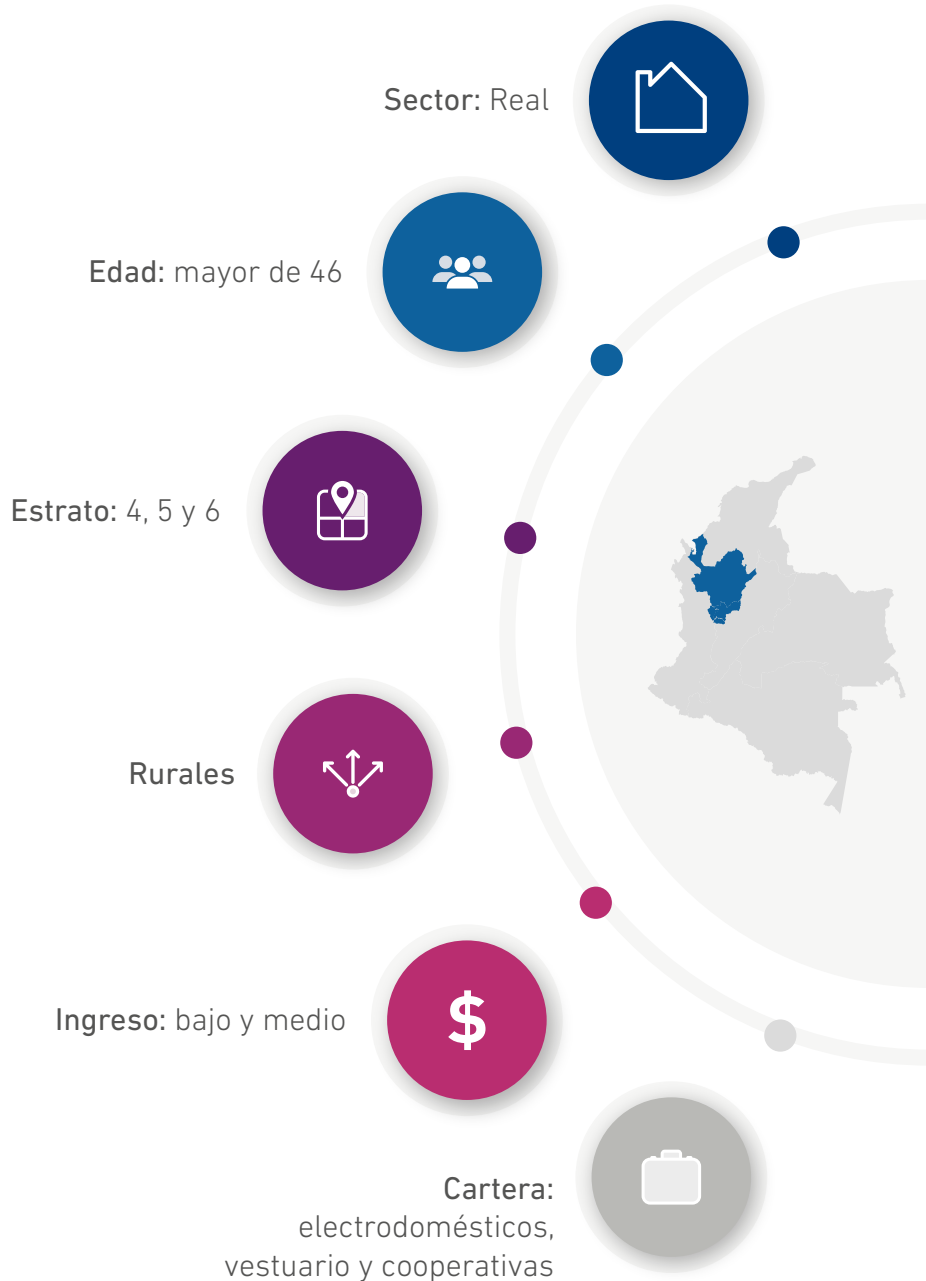 Sector: Real
Edad: mayor de 46
Estrato: 4, 5 y 6
Rurales
Ingreso: bajo y medio
$
Cartera:
electrodomésticos,
vestuario y cooperativas